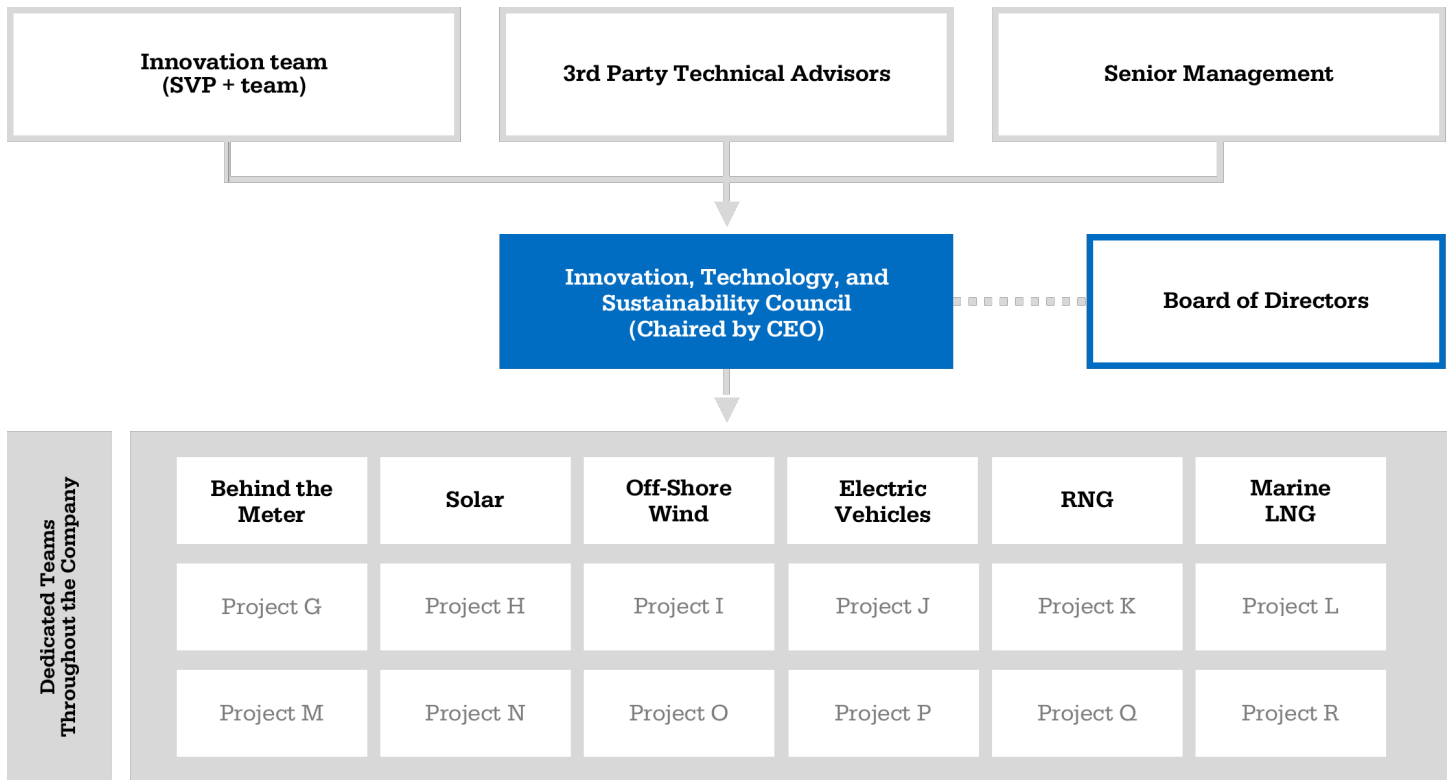 Innovation team
(SVP + team)
3rd Party Technical Advisors
Senior Management
Innovation, Technology, and
Sustainability Council
(Chaired by CEO)
Board of Directors
Dedicated Teams
Throughout the Company
Behind the
Meter
Solar
Off-Shore
Wind
Electric
Vehicles
RNG
Marine
LNG
Project G
Project H
Project I
Project J
Project K
Project L
Project M
Project N
Project O
Project P
Project Q
Project R